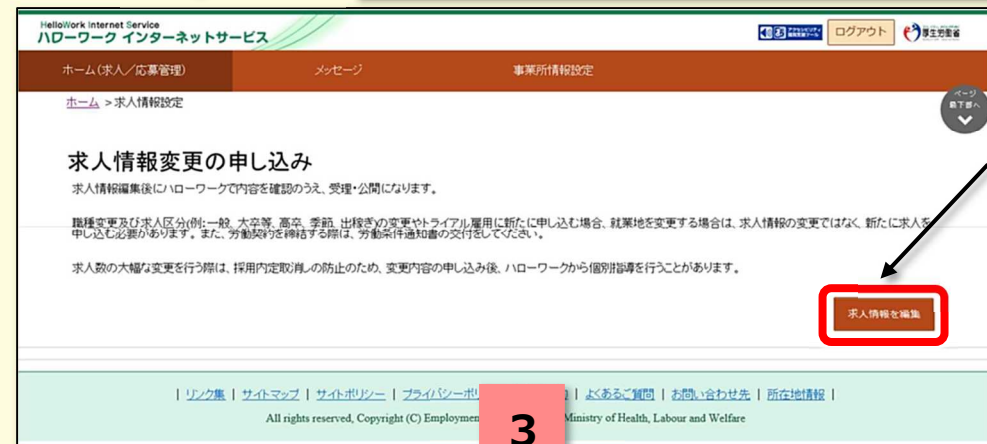 HelloWork Internet Service
ハローワーク インターネットサービス
ログアウト
厚生労働省
ホーム(求人/応募管理)
メッセージ
事業所情報設定
ホーム >求人情報設定
ページ
最下部へ
求人情報変更の申し込み
求人情報編集後にハローワークで内容を確認のうえ、受理・公開になります。
職種変更及び求人区分(例:一般、大卒等、高卒、季節、出稼ぎ)の変更やトライアル雇用に新たに申し込む場合、就業地を変更する場合は、求人情報の変更ではなく、新たに求人を
申し込む必要があります。また、労働契約を締結する際は、労働条件通知書の交付をしてください。
求人数の大幅な変更を行う際は、採用内定取消しの防止のため、変更内容の申し込み後、ハローワークから個別指導を行うことがあります。
求人情報を編集
| リンク集 | サイトマップ | サイトポリシー | プライバシーポリ | よくあるご質問 | お問い合わせ先 | 所在地情報 |
All rights reserved, Copyright (C) Employmen Ministry of Health, Labour and Welfare
3